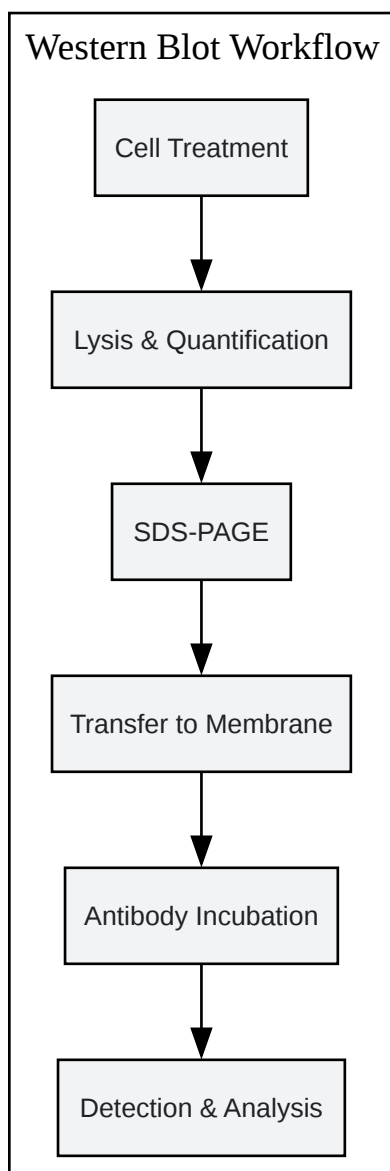 Western Blot Workflow
Cell Treatment
Lysis & Quantification
SDS-PAGE
Transfer to Membrane
Antibody Incubation
Detection & Analysis